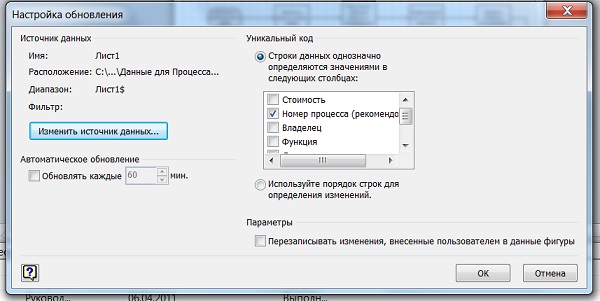 Настройка обновления
Источник данных
Имя: Лист1
Расположение: C:\...\Данные для Процесса...
Диапазон: Лист1$
Фильтр:
Изменить источник данных...
Автоматическое обновление
Обновлять каждые 60 мин.
Уникальный код
Строки данных однозначно
определяются значениями в
следующих столбцах:
Стоимость
Номер процесса (рекомендо
Владелец
Функция
Используйте порядок строк для
определения изменений.
Параметры
Перезаписывать изменения, внесенные пользователем в данные фигуры
?
ОК
Отмена
Руковод... 06.04.2011 Выполн...